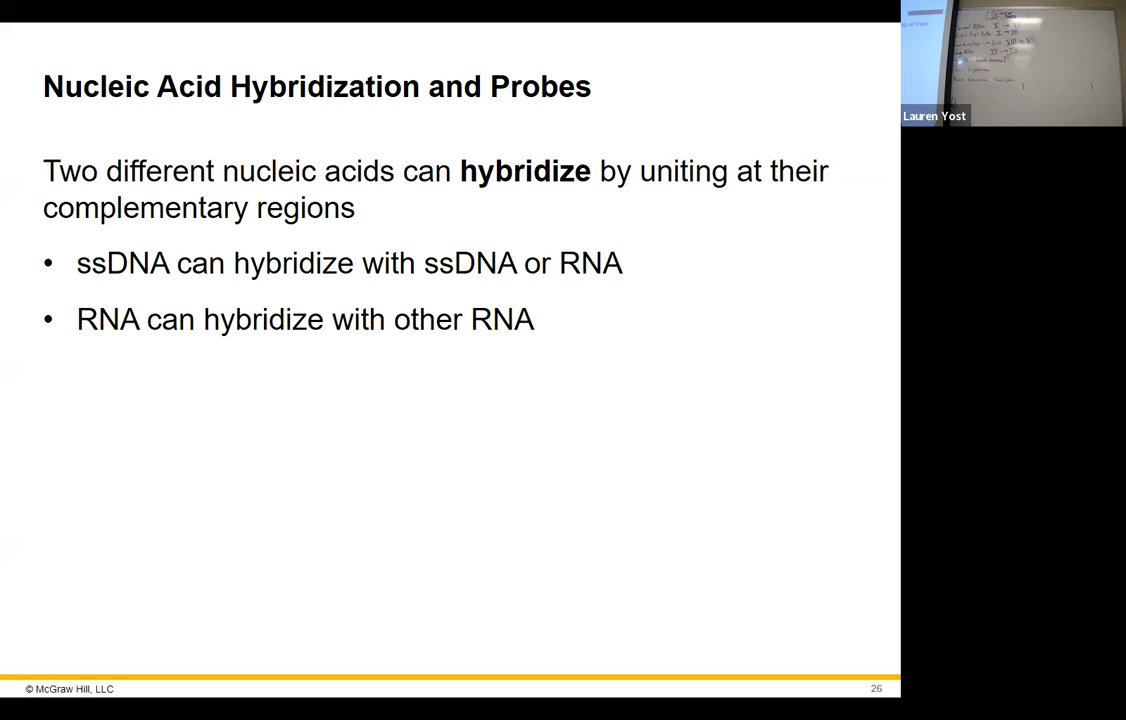 Nucleic Acid Hybridization and Probes
Two different nucleic acids can hybridize by uniting at their
complementary regions
• ssDNA can hybridize with ssDNA or RNA
• RNA can hybridize with other RNA
© McGraw Hill, LLC
26
Lauren Yost